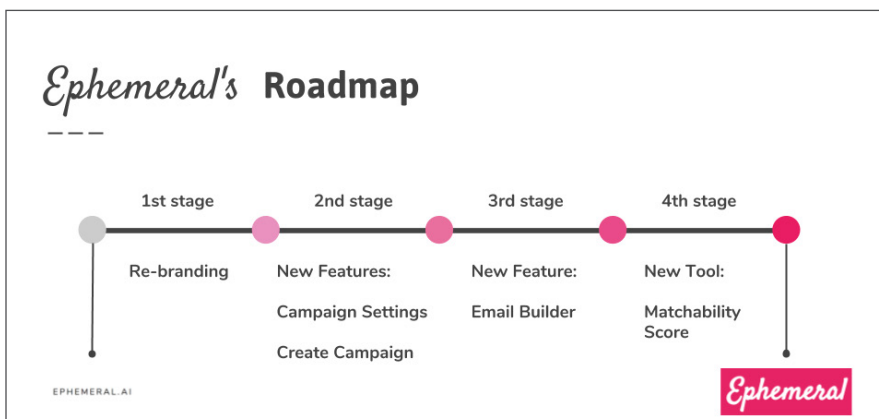 Ephemeral's Roadmap
1st stage
2nd stage
3rd stage
4th stage
Re-branding
New Features:
Campaign Settings
Create Campaign
New Feature:
Email Builder
New Tool:
Matchability
Score
EPHEMERAL.AI
Ephemeral